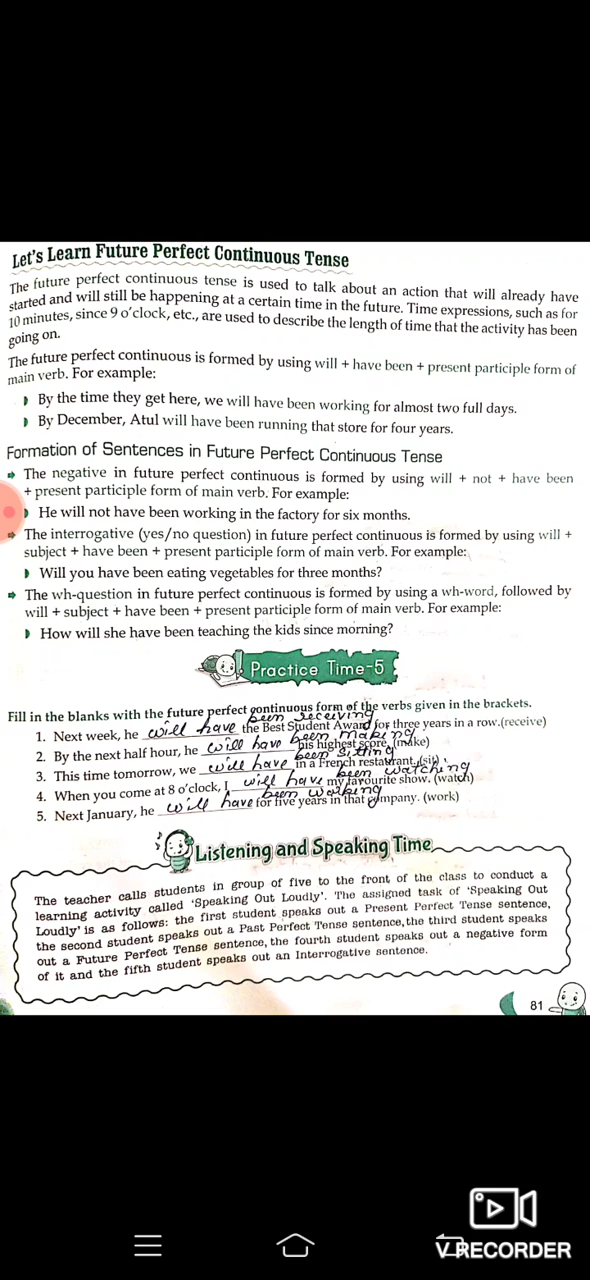 Let's Learn Future Perfect Continuous Tense
The future perfect continuous tense is used to talk about an action that will already have
started and will still be happening at a certain time in the future. Time expressions, such as for
10 minutes, since 9 o'clock, etc., are used to describe the length of time that the activity has been
going on.
The future perfect continuous is formed by using will + have been + present participle form of
main verb. For example:
By the time they get here, we will have been working for almost two full days.
By December, Atul will have been running that store for four years.
Formation of Sentences in Future Perfect Continuous Tense
The negative in future perfect continuous is formed by using will + not + have been
+ present participle form of main verb. For example:
He will not have been working in the factory for six months.
The interrogative (yes/no question) in future perfect continuous is formed by using will +
subject + have been + present participle form of main verb. For example:
Will you have been eating vegetables for three months?
The wh-question in future perfect continuous is formed by using a wh-word, followed by
will + subject + have been + present participle form of main verb. For example:
How will she have been teaching the kids since morning?
Practice Time-5
Fill in the blanks with the future perfect continuous form of the verbs given in the brackets.
been receiving
1. Next week, he will have the Best Student Award for three years in a row.(receive)
been making
2. By the next half hour, he will have his highest score. (make)
been sitting
3. This time tomorrow, we will have in a French restaurant. (sit)
been watching
4. When you come at 8 o'clock, I will have my favourite show. (watch)
been working
5. Next January, he will have for five years in that company. (work)
Listening and Speaking Time
The teacher calls students in group of five to the front of the class to conduct a
learning activity called 'Speaking Out Loudly'. The assigned task of 'Speaking Out
Loudly' is as follows: the first student speaks out a Present Perfect Tense sentence,
the second student speaks out a Past Perfect Tense sentence, the third student speaks
out a Future Perfect Tense sentence, the fourth student speaks out a negative form
of it and the fifth student speaks out an Interrogative sentence.
81
V RECORDER